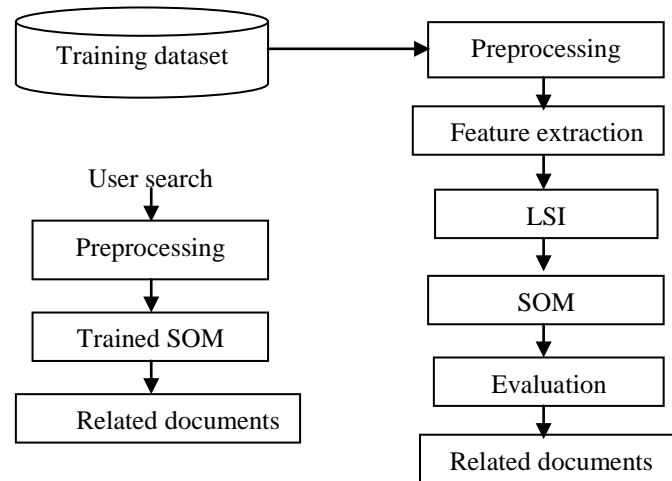 Training dataset
Preprocessing
Feature extraction
LSI
SOM
Evaluation
Related documents
User search
Preprocessing
Trained SOM
Related documents